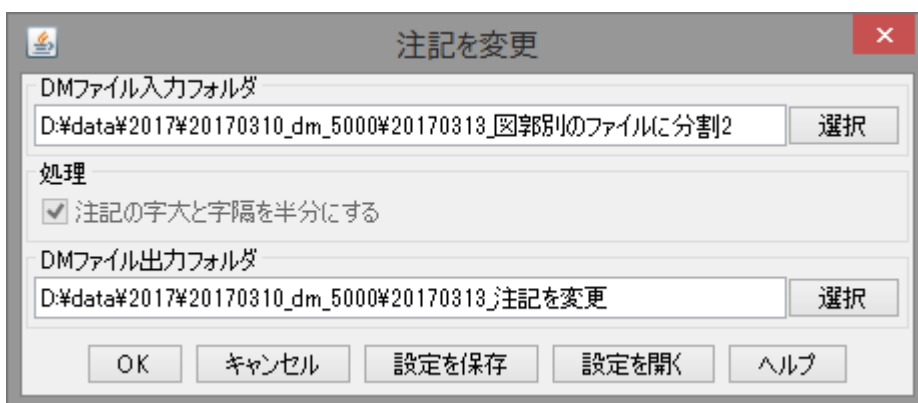 注記を変更
DMファイル入力フォルダ
D:¥data¥2017¥20170310_dm_5000¥20170313_図郭別のファイルに分割2 選択
処理
注記の字大と字隔を半分にする
DMファイル出力フォルダ
D:¥data¥2017¥20170310_dm_5000¥20170313_注記を変更 選択
OK キャンセル 設定を保存 設定を開く ヘルプ